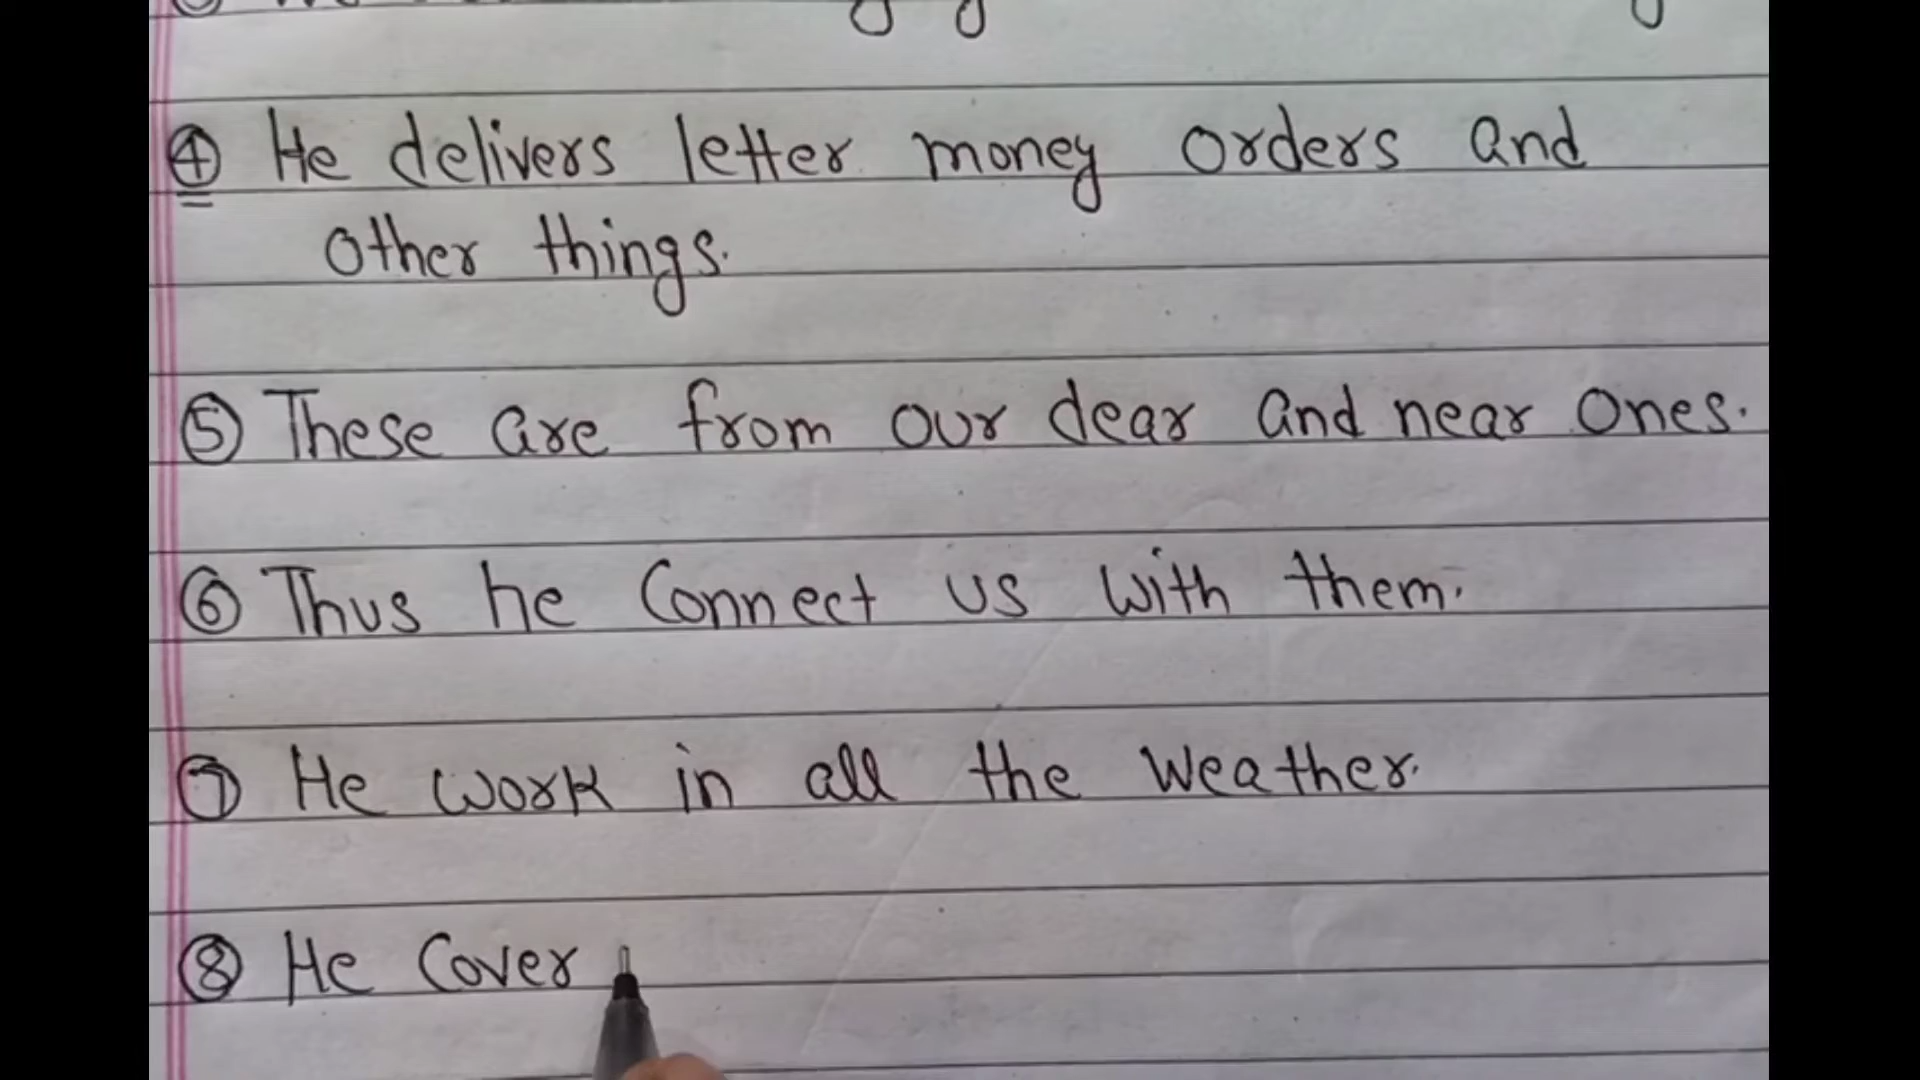 ④ He delivers letter money orders and
other things.
⑤ These are from our dear and near ones.
⑥ Thus he Connect us with them.
⑦ He work in all the weather.
⑧ He Cover